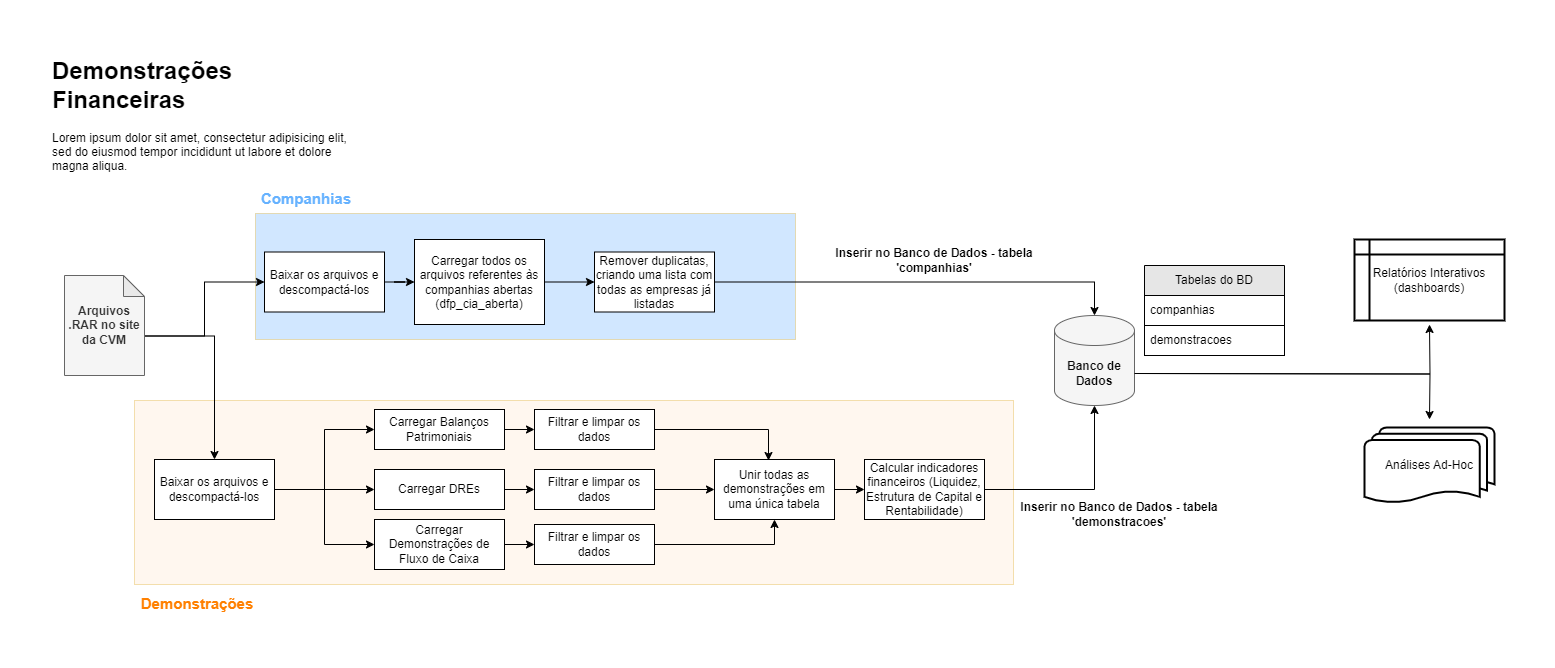 Demonstrações
Financeiras
Lorem ipsum dolor sit amet, consectetur adipisicing elit,
sed do eiusmod tempor incididunt ut labore et dolore
magna aliqua.
Companhias
Arquivos
.RAR no site
da CVM
Baixar os arquivos e
descompactá-los
Carregar todos os
arquivos referentes às
companhias abertas
(dfp_cia_aberta)
Remover duplicatas,
criando uma lista com
todas as empresas já
listadas
Inserir no Banco de Dados - tabela
'companhias'
Tabelas do BD
companhias
demonstracoes
Banco de
Dados
Relatórios Interativos
(dashboards)
Análises Ad-Hoc
Baixar os arquivos e
descompactá-los
Carregar Balanços
Patrimoniais
Filtrar e limpar os
dados
Carregar DREs
Filtrar e limpar os
dados
Carregar
Demonstrações de
Fluxo de Caixa
Filtrar e limpar os
dados
Unir todas as
demonstrações em
uma única tabela
Calcular indicadores
financeiros (Liquidez,
Estrutura de Capital e
Rentabilidade)
Inserir no Banco de Dados - tabela
'demonstracoes'
Demonstrações